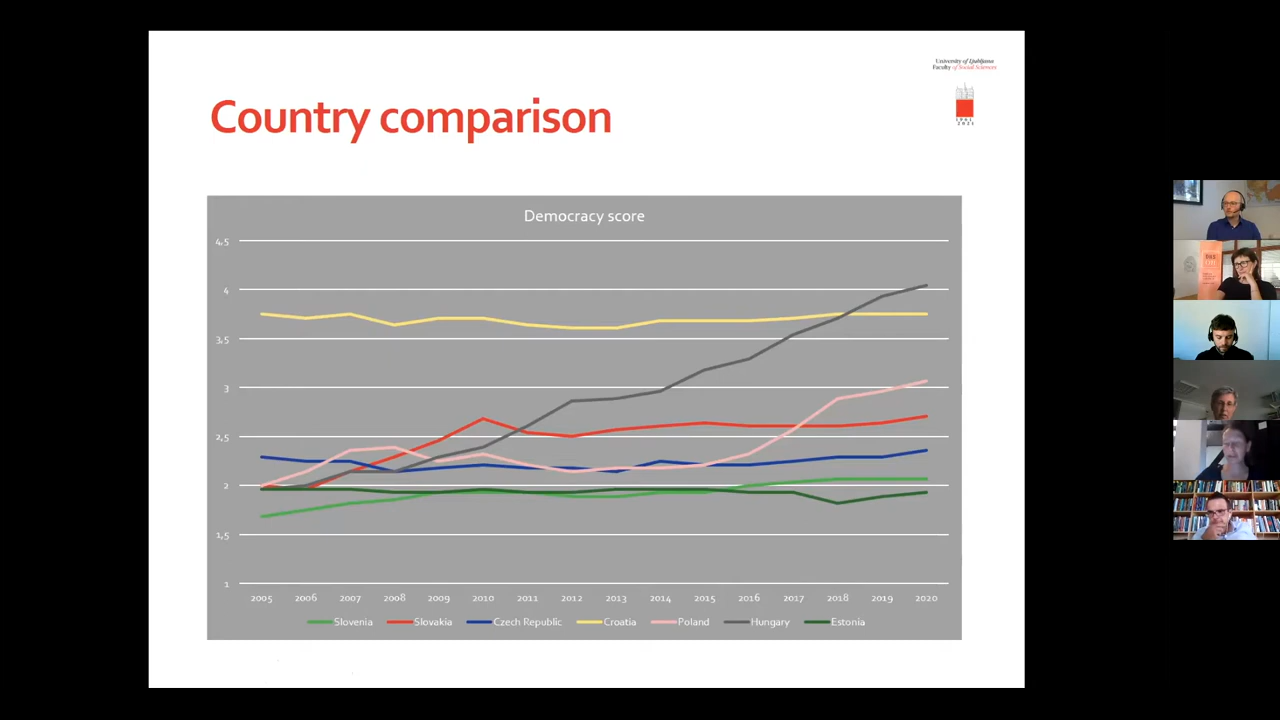 University of Ljubljana
Faculty of Social Sciences
1961
2021
Country comparison
Democracy score
4,5
4
3,5
3
2,5
2
1,5
1
2005 2006 2007 2008 2009 2010 2011 2012 2013 2014 2015 2016 2017 2018 2019 2020
Slovenia Slovakia Czech Republic Croatia Poland Hungary Estonia